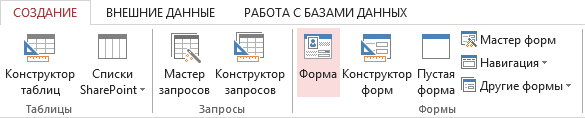 СОЗДАНИЕ ВНЕШНИЕ ДАННЫЕ РАБОТА С БАЗАМИ ДАННЫХ
Конструктор таблиц
Списки SharePoint
Таблицы
Мастер запросов
Конструктор запросов
Запросы
Форма
Конструктор форм
Пустая форма
Мастер форм
Навигация
Другие формы
Формы